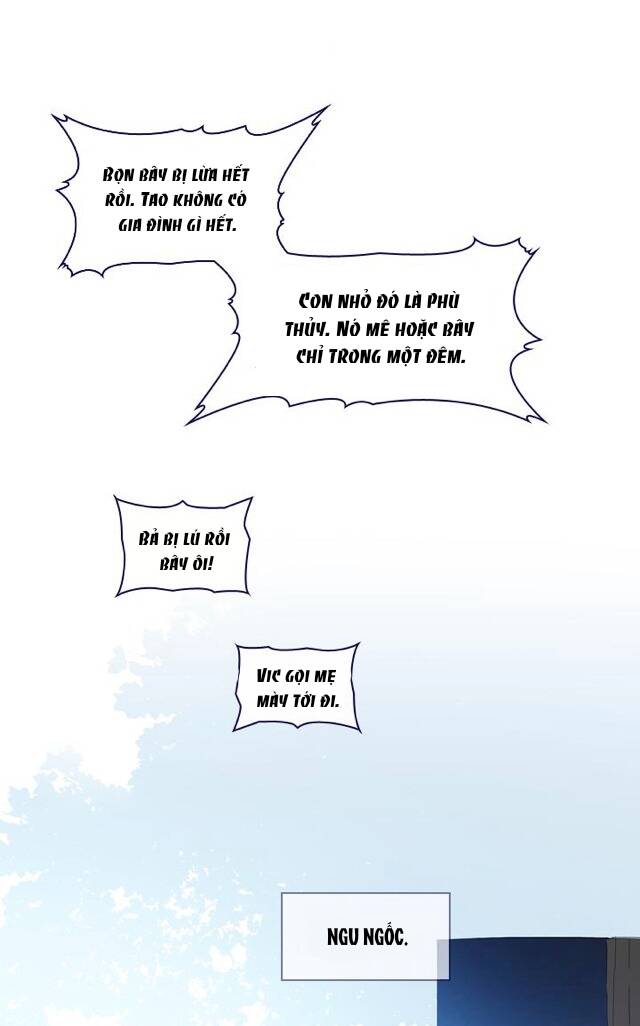 BỌN BÂY BỊ LỪA HẾT
RỒI. TAO KHÔNG CÓ
GIA ĐÌNH GÌ HẾT.
CON NHỎ ĐÓ LÀ PHÙ
THỦY. NÓ MÊ HOẶC BÂY
CHỈ TRONG MỘT ĐÊM.
BẢ BỊ LÚ RỒI
BÂY ÔI!
VIC GỌI MẸ
MÀY TỚI ĐI.
NGU NGỐC.